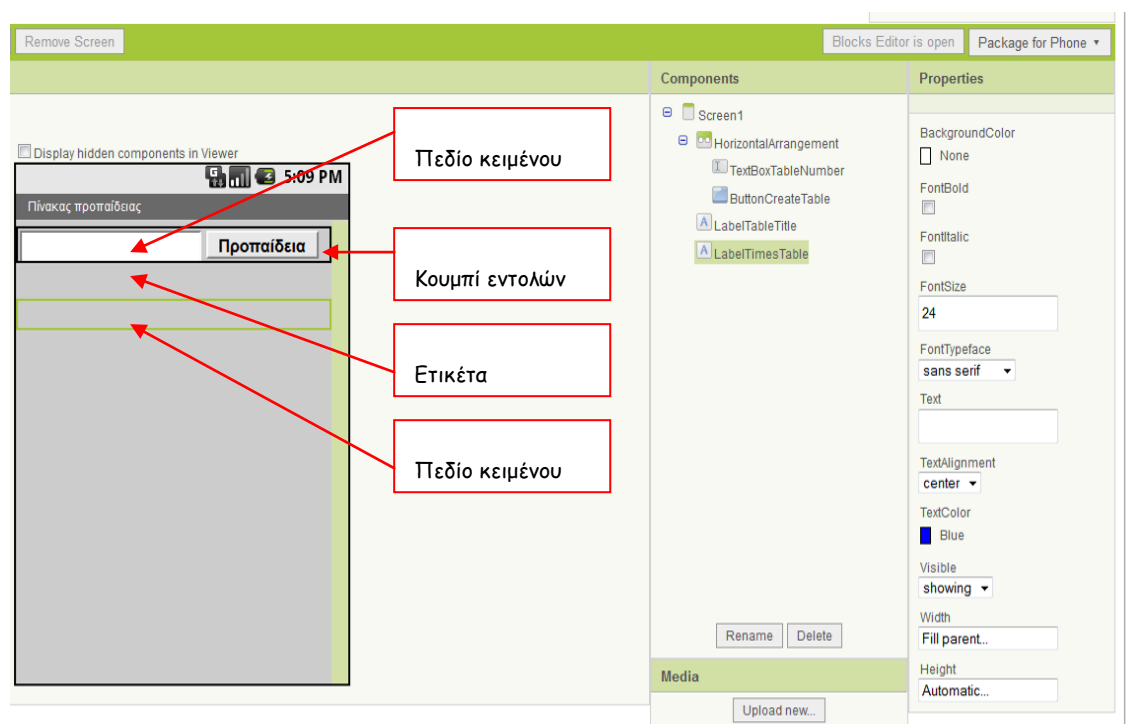 Remove Screen
Blocks Editor is open
Package for Phone
Components
Properties
Display hidden components in Viewer
5:09 PM
Πίνακας προπαίδειας
Προπαίδεια
Πεδίο κειμένου
Κουμπί εντολών
Ετικέτα
Πεδίο κειμένου
Screen1
HorizontalArrangement
TextBoxTableNumber
ButtonCreateTable
LabelTableTitle
LabelTimesTable
Rename
Delete
Media
Upload new...
BackgroundColor
None
FontBold
FontItalic
FontSize
24
FontTypeface
sans serif
Text
TextAlignment
center
TextColor
Blue
Visible
showing
Width
Fill parent...
Height
Automatic...